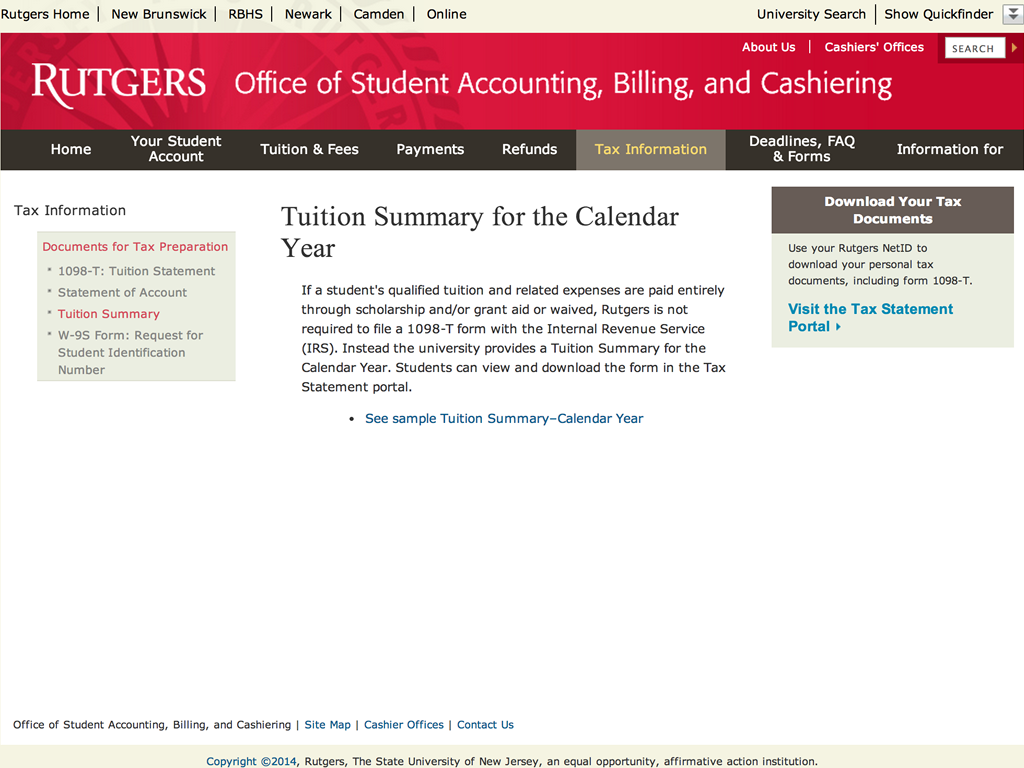 Rutgers Home | New Brunswick | RBHS | Newark | Camden | Online
University Search | Show Quickfinder
About Us | Cashiers' Offices
SEARCH
RUTGERS Office of Student Accounting, Billing, and Cashiering
Home
Your Student
Account
Tuition & Fees
Payments
Refunds
Tax Information
Deadlines, FAQ
& Forms
Information for
Tax Information
Documents for Tax Preparation
* 1098-T: Tuition Statement
* Statement of Account
* Tuition Summary
* W-9S Form: Request for
Student Identification
Number
Tuition Summary for the Calendar
Year
If a student's qualified tuition and related expenses are paid entirely
through scholarship and/or grant aid or waived, Rutgers is not
required to file a 1098-T form with the Internal Revenue Service
(IRS). Instead the university provides a Tuition Summary for the
Calendar Year. Students can view and download the form in the Tax
Statement portal.
• See sample Tuition Summary–Calendar Year
Download Your Tax
Documents
Use your Rutgers NetID to
download your personal tax
documents, including form 1098-T.
Visit the Tax Statement
Portal
Office of Student Accounting, Billing, and Cashiering | Site Map | Cashier Offices | Contact Us
Copyright ©2014, Rutgers, The State University of New Jersey, an equal opportunity, affirmative action institution.